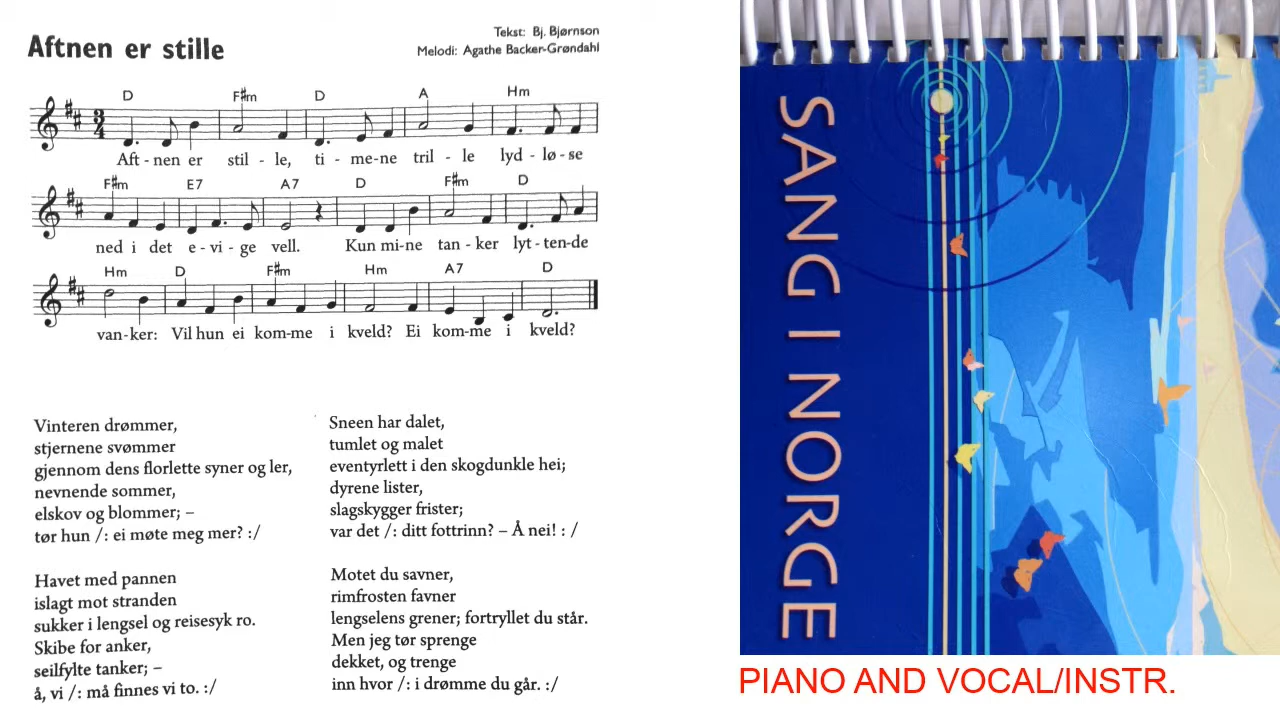 Aftnen er stille
Tekst: Bj. Bjørnson
Melodi: Agathe Backer-Grøndahl
D F#m D A Hm
3
4
Aft - nen er stil - le, ti - me-ne tril - le lyd - lø - se
F#m E7 A7 D F#m D
ned i det e - vi - ge vell. Kun mi-ne tan - ker lyt - ten-de
Hm D F#m Hm A7 D
van-ker: Vil hun ei kom-me i kveld? Ei kom-me i kveld?
Vinteren drømmer,
stjernene svømmer
gjennom dens florlette syner og ler,
nevnende sommer,
elskov og blommer; –
tør hun /: ei møte meg mer? :/
Havet med pannen
islagt mot stranden
sukker i lengsel og reisesyk ro.
Skibe for anker,
seilfylte tanker; –
å, vi /: må finnes vi to. :/
Sneen har dalet,
tumlet og malet
eventyrlett i den skogdunkle hei;
dyrene lister,
slagskygger frister;
var det /: ditt fottrinn? – Å nei! : /
Motet du savner,
rimfrosten favner
lengselens grener; fortryllet du står.
Men jeg tør sprenge
dekket, og trenge
inn hvor /: i drømme du går. :/
SANG I NORGE
PIANO AND VOCAL/INSTR.